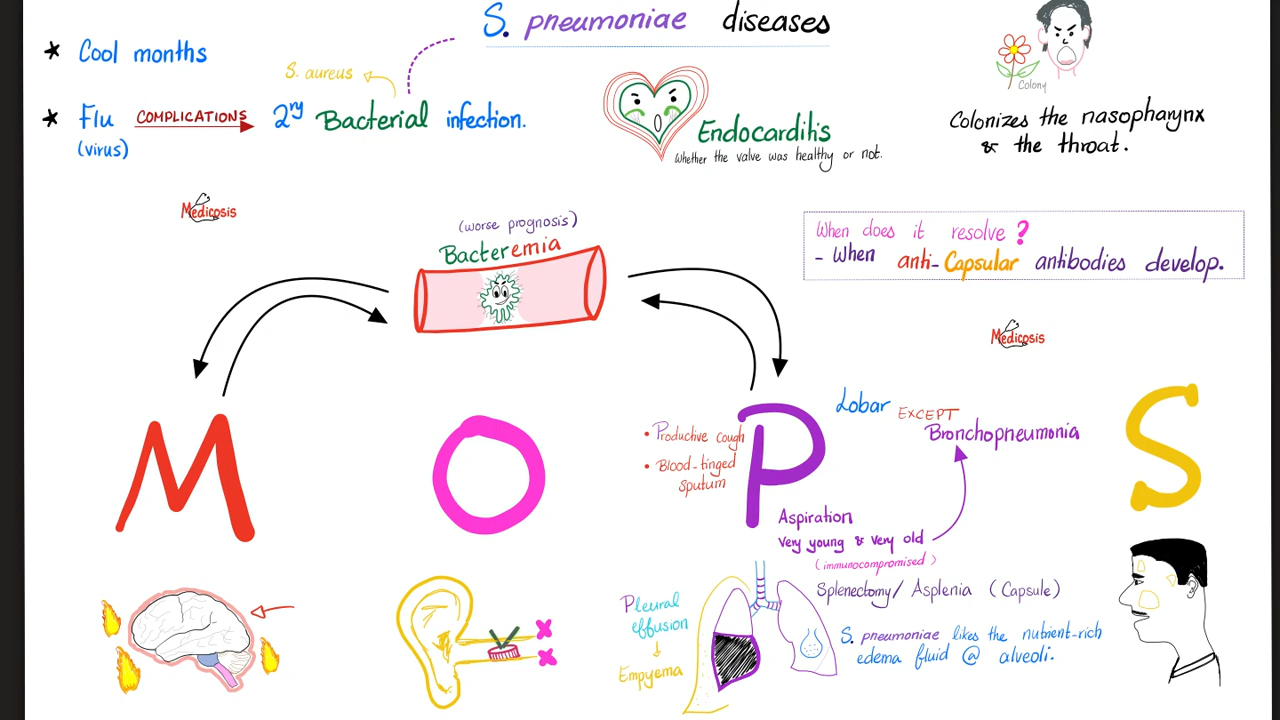 S. pneumoniae diseases
* Cool months
S. aureus
* Flu COMPLICATIONS 2ry Bacterial infection.
(virus)
Endocarditis
Whether the valve was healthy or not.
Colony
Colonizes the nasopharynx
& the throat.
Medicosis
(worse prognosis)
Bacteremia
When does it resolve ?
- When anti-Capsular antibodies develop.
Medicosis
M
O
• Productive cough
• Blood-tinged
sputum
P
Lobar
EXCEPT
Bronchopneumonia
S
Aspiration
Very young & very old
(immunocompromised)
Splenectomy/ Asplenia (Capsule)
Pleural
effusion
Empyema
S. pneumoniae likes the nutrient-rich
edema fluid @ alveoli.